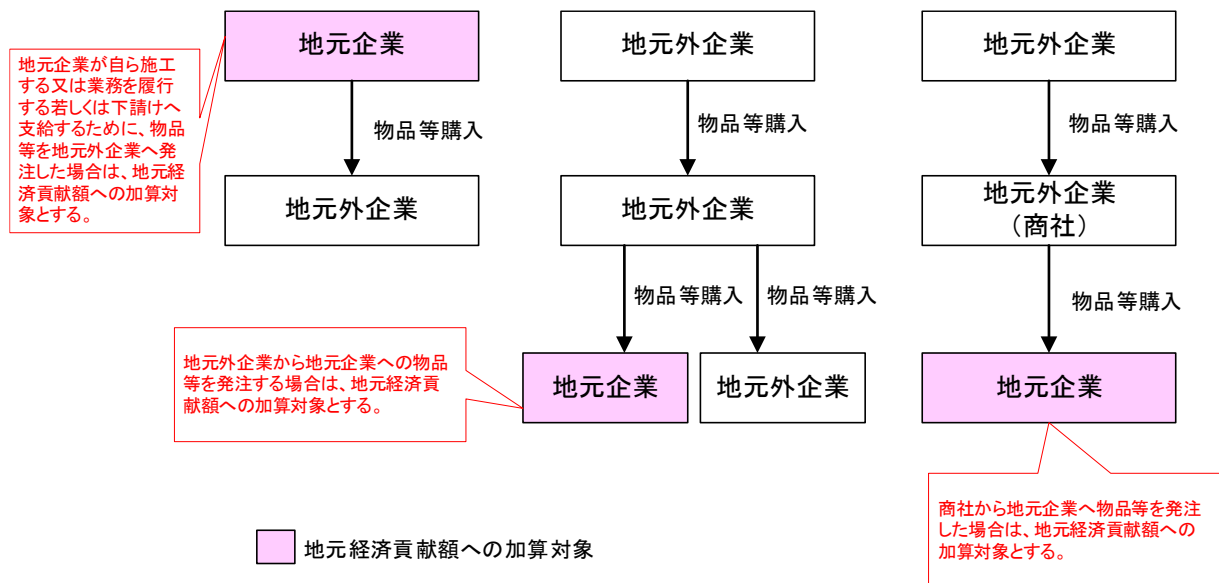 地元企業
地元外企業
地元外企業
地元企業が自ら施工
する又は業務を履行
する若しくは下請けへ
支給するために、物品
等を地元外企業へ発
注した場合は、地元経
済貢献額への加算対
象とする。
物品等購入
物品等購入
物品等購入
地元外企業
地元外企業
地元外企業
（商社）
物品等購入
物品等購入
物品等購入
地元外企業から地元企業への物品
等を発注する場合は、地元経済貢
献額への加算対象とする。
地元企業
地元外企業
地元企業
商社から地元企業へ物品等を発注
した場合は、地元経済貢献額への
加算対象とする。
地元経済貢献額への加算対象